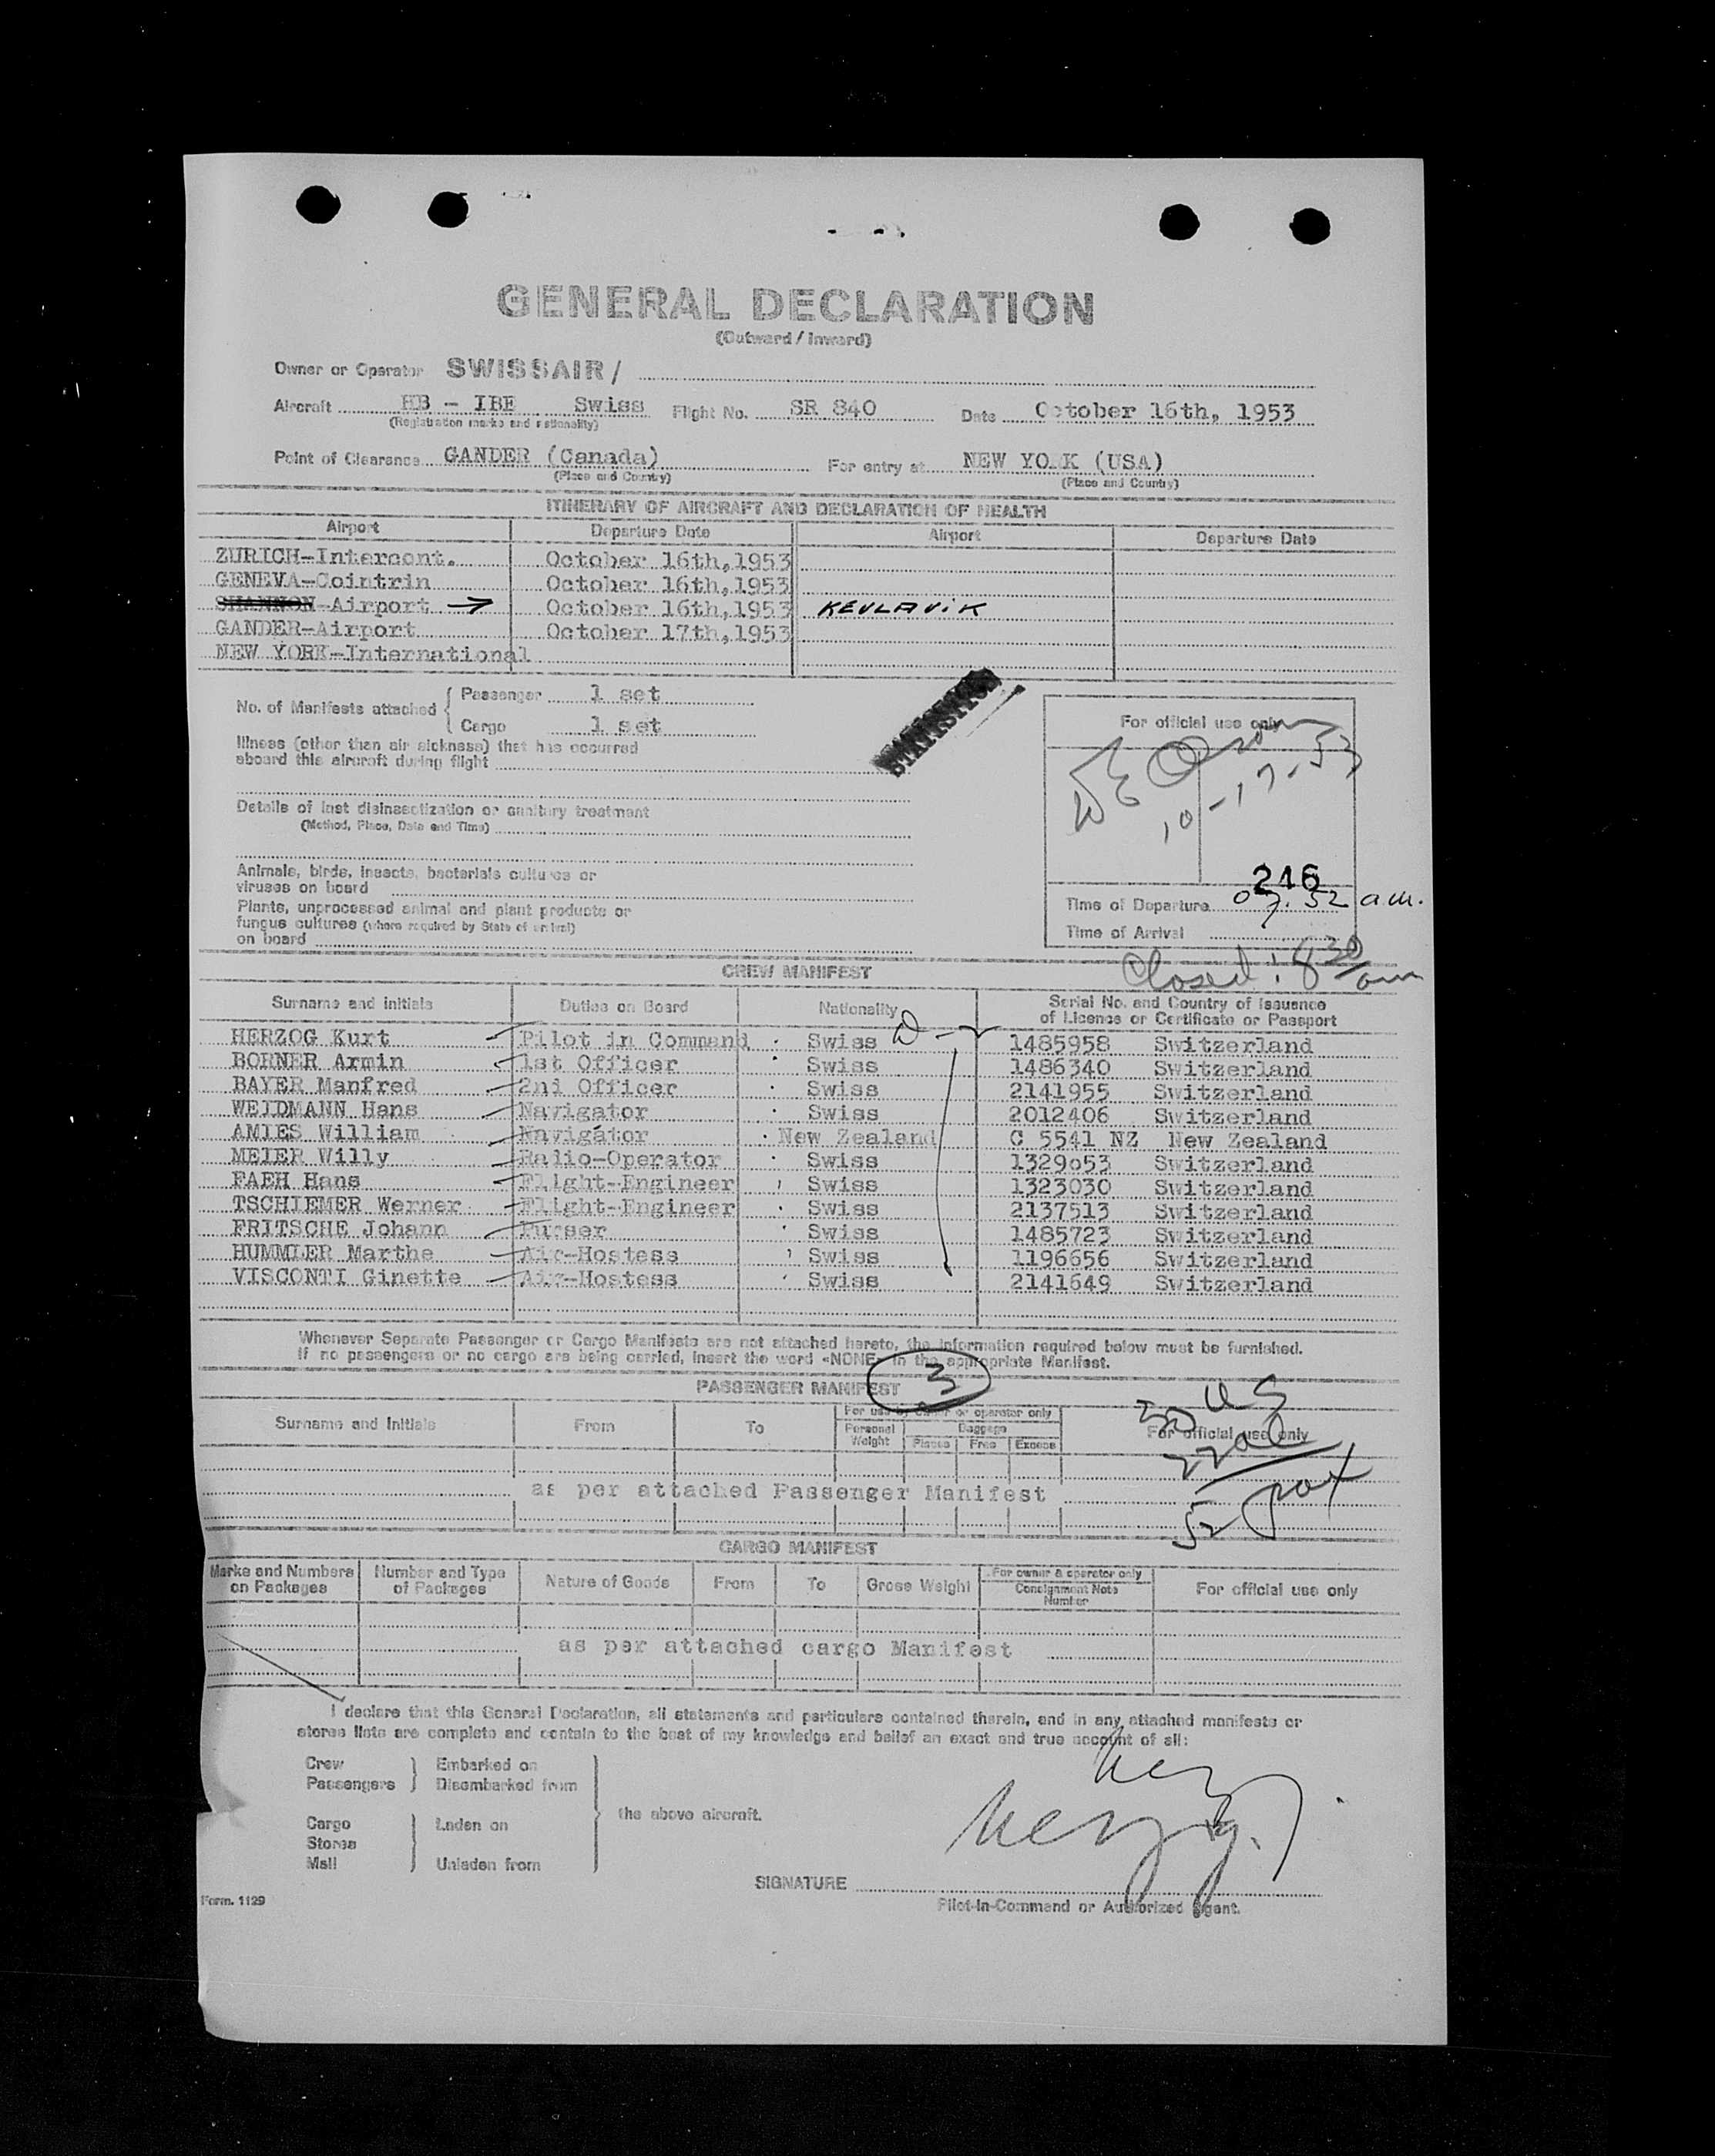 GENERAL DECLARATION
(Outward / Inward)
Owner or Operator SWISSAIR /
Aircraft HB - IBE Swiss Flight No. SR 840 Date October 16th, 1953
(Registration marks and nationality)
Point of Clearance GANDER (Canada) For entry at NEW YORK (USA)
(Place and Country) (Place and Country)
ITINERARY OF AIRCRAFT AND DECLARATION OF HEALTH
Airport Departure Date Airport Departure Date
ZURICH-Intercont. October 16th,1953
GENEVA-Cointrin October 16th,1953
SHANNON-Airport → October 16th,1953 KEVLAVIK
GANDER-Airport October 17th,1953
NEW YORK-International
No. of Manifests attached { Passenger 1 set
Cargo 1 set
Illness (other than air sickness) that has occurred
aboard this aircraft during flight
Details of last disinsectization or sanitary treatment
(Method, Place, Date and Time)
Animals, birds, insects, bacterials cultures or
viruses on board
Plants, unprocessed animal and plant products or
fungus cultures (where required by State of arrival)
on board
For official use only
10-17-53
216
Time of Departure 07.52 a.m.
Time of Arrival
Closed: 8 30/am
CREW MANIFEST
Surname and initials Duties on Board Nationality Serial No. and Country of Issuance
of Licence or Certificate or Passport
HERZOG Kurt Pilot in Command Swiss 1485958 Switzerland
BORNER Armin 1st Officer Swiss 1486340 Switzerland
BAYER Manfred 2nd Officer Swiss 2141955 Switzerland
WEIDMANN Hans Navigator Swiss 2012406 Switzerland
AMIES William Navigator New Zealand C 5541 NZ New Zealand
MEIER Willy Radio-Operator Swiss 1329o53 Switzerland
FAEH Hans Flight-Engineer Swiss 1323030 Switzerland
TSCHIEMER Werner Flight-Engineer Swiss 2137513 Switzerland
FRITSCHE Johann Purser Swiss 1485723 Switzerland
HUMMLER Marthe Air-Hostess Swiss 1196656 Switzerland
VISCONTI Ginette Air-Hostess Swiss 2141649 Switzerland
Whenever Separate Passenger or Cargo Manifests are not attached hereto, the information required below must be furnished.
If no passengers or no cargo are being carried, insert the word «NONE» in the appropriate Manifest.
3
PASSENGER MANIFEST
Surname and Initials From To For use by owner or operator only For official use only
Personal Weight Baggage
Pieces Free Excess
30 US
22 al
52 pax
as per attached Passenger Manifest
CARGO MANIFEST
Marks and Numbers on Packages Number and Type of Packages Nature of Goods From To Gross Weight For owner & operator only Consignment Note Number For official use only
as per attached cargo Manifest
I declare that this General Declaration, all statements and particulars contained therein, and in any attached manifests or
stores lists are complete and contain to the best of my knowledge and belief an exact and true account of all:
Crew } Embarked on
Passengers } Disembarked from
the above aircraft.
Cargo } Laden on
Stores
Mail Unladen from
Herzog.
SIGNATURE
Form. 1129
Pilot-in-Command or Authorized Agent.